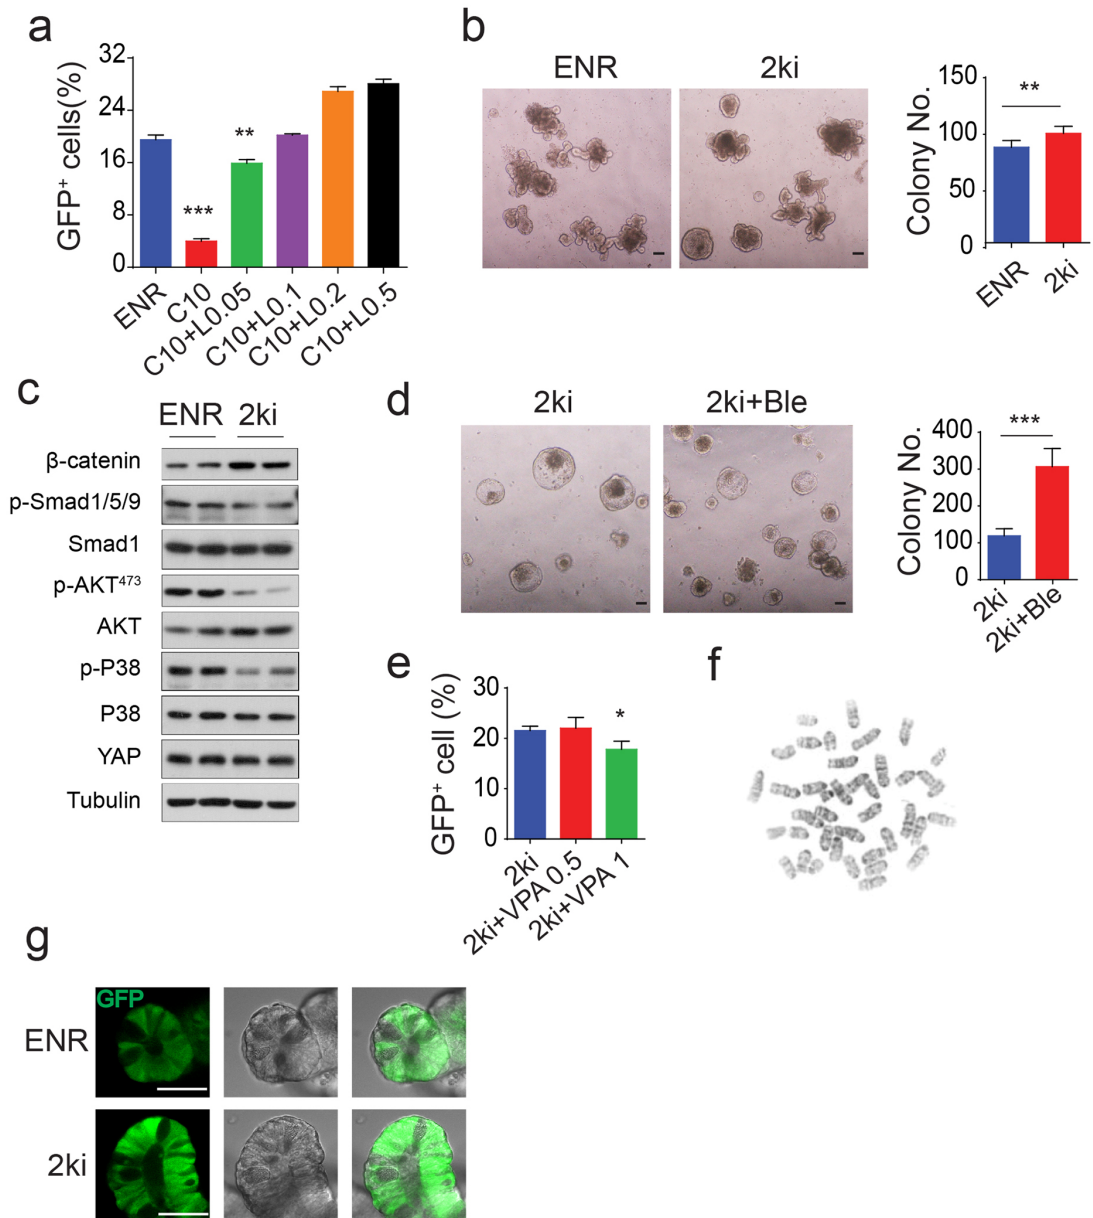 a
GFP⁺ cells(%)
32
24
16
8
0
***
**
ENR
C10
C10+L0.05
C10+L0.1
C10+L0.2
C10+L0.5
b
ENR
2ki
Colony No.
150
100
50
0
**
ENR
2ki
c
ENR 2ki
β-catenin
p-Smad1/5/9
Smad1
p-AKT⁴⁷³
AKT
p-P38
P38
YAP
Tubulin
d
2ki
2ki+Ble
Colony No.
400
300
200
100
0
***
2ki
2ki+Ble
e
GFP⁺ cell (%)
30
20
10
0
*
2ki
2ki+VPA 0.5
2ki+VPA 1
f
g
GFP
ENR
2ki